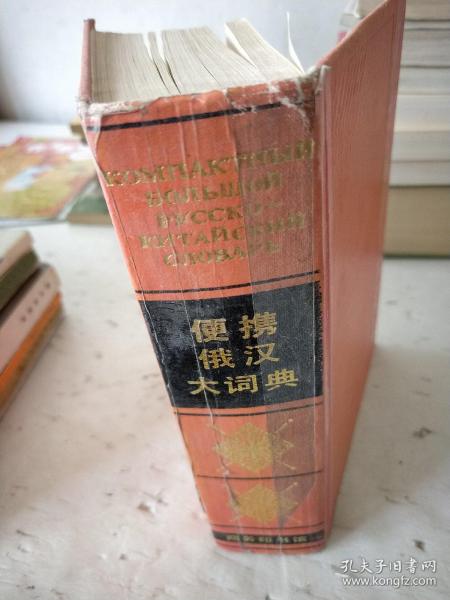 КОМПАКТНЫЙ
БОЛЬШОЙ
РУССКО-
КИТАЙСКИЙ
СЛОВАРЬ
便携
俄汉
大词典
孔夫子旧书网
www.kongfz.com